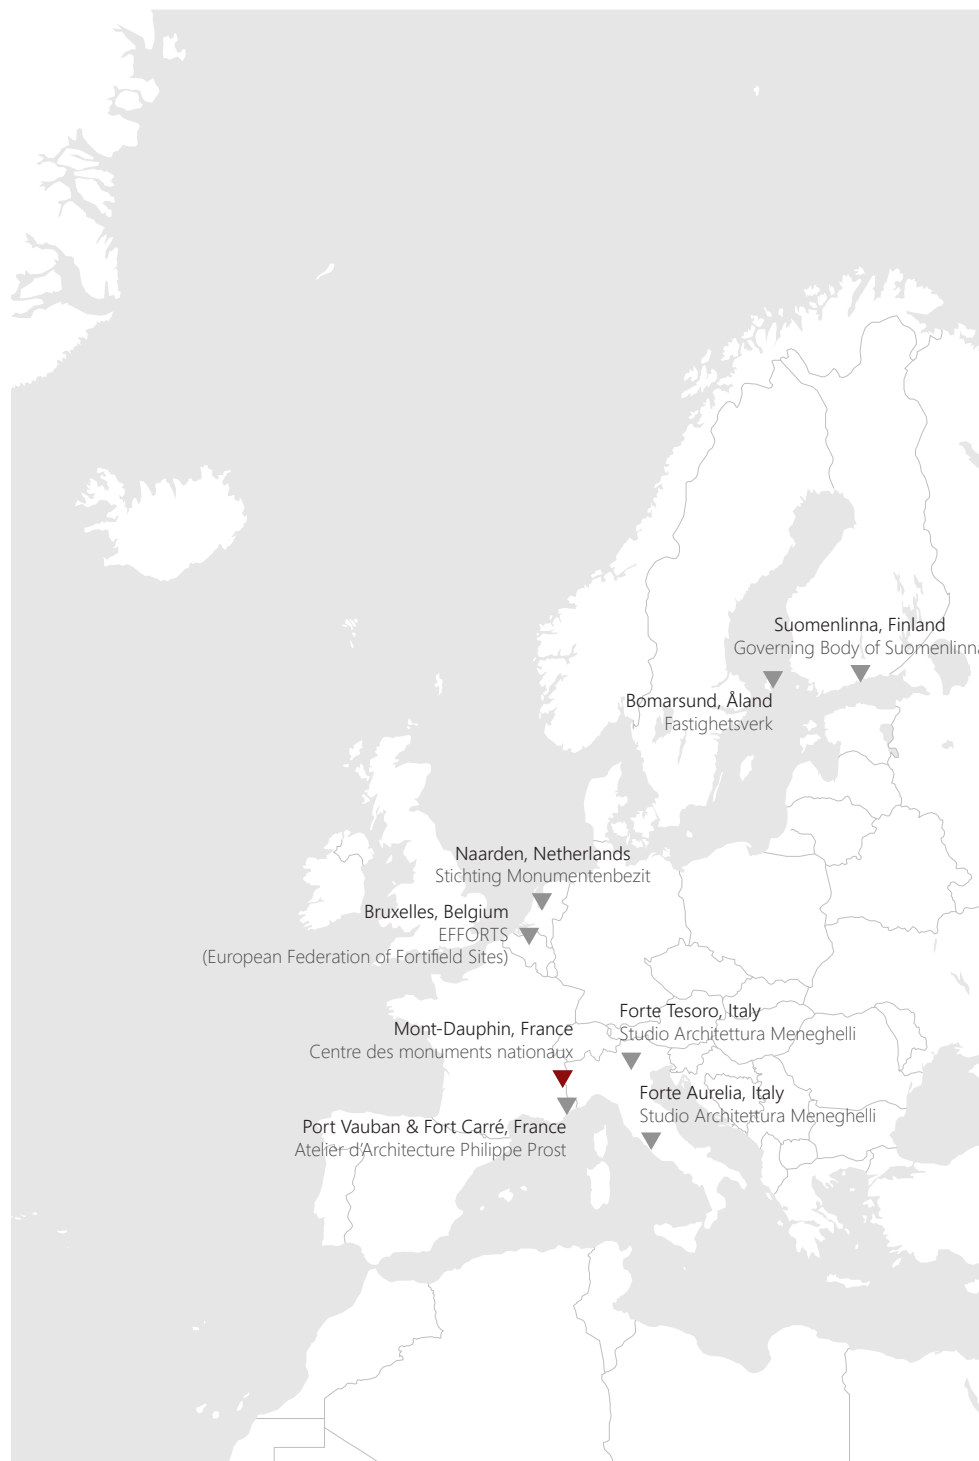 Suomenlinna, Finland
Governing Body of Suomenlinna
Bomarsund, Åland
Fastighetsverk
Naarden, Netherlands
Stichting Monumentenbezit
Bruxelles, Belgium
EFFORTS
(European Federation of Fortifield Sites)
Forte Tesoro, Italy
Studio Architettura Meneghelli
Mont-Dauphin, France
Centre des monuments nationaux
Forte Aurelia, Italy
Studio Architettura Meneghelli
Port Vauban & Fort Carré, France
Atelier d'Architecture Philippe Prost